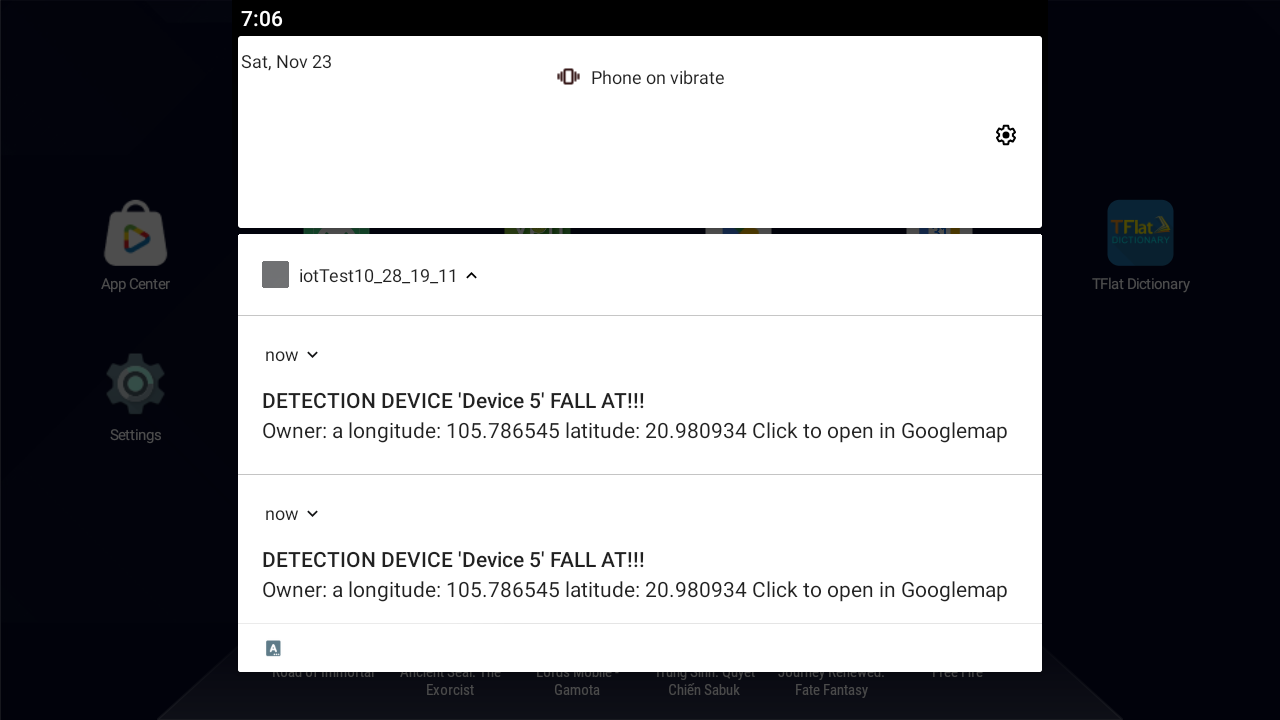 7:06
Sat, Nov 23
Phone on vibrate
App Center
TFlat
DICTIONARY
TFlat Dictionary
Settings
iotTest10_28_19_11
now
DETECTION DEVICE 'Device 5' FALL AT!!!
Owner: a longitude: 105.786545 latitude: 20.980934 Click to open in Googlemap
now
DETECTION DEVICE 'Device 5' FALL AT!!!
Owner: a longitude: 105.786545 latitude: 20.980934 Click to open in Googlemap
A
Road of Immortal
Ancient Seal: The
Exorcist
Lords Mobile -
Gamota
Trùng Sinh: Quyết
Chiến Sabuk
Journey Renewed:
Fate Fantasy
Free Fire